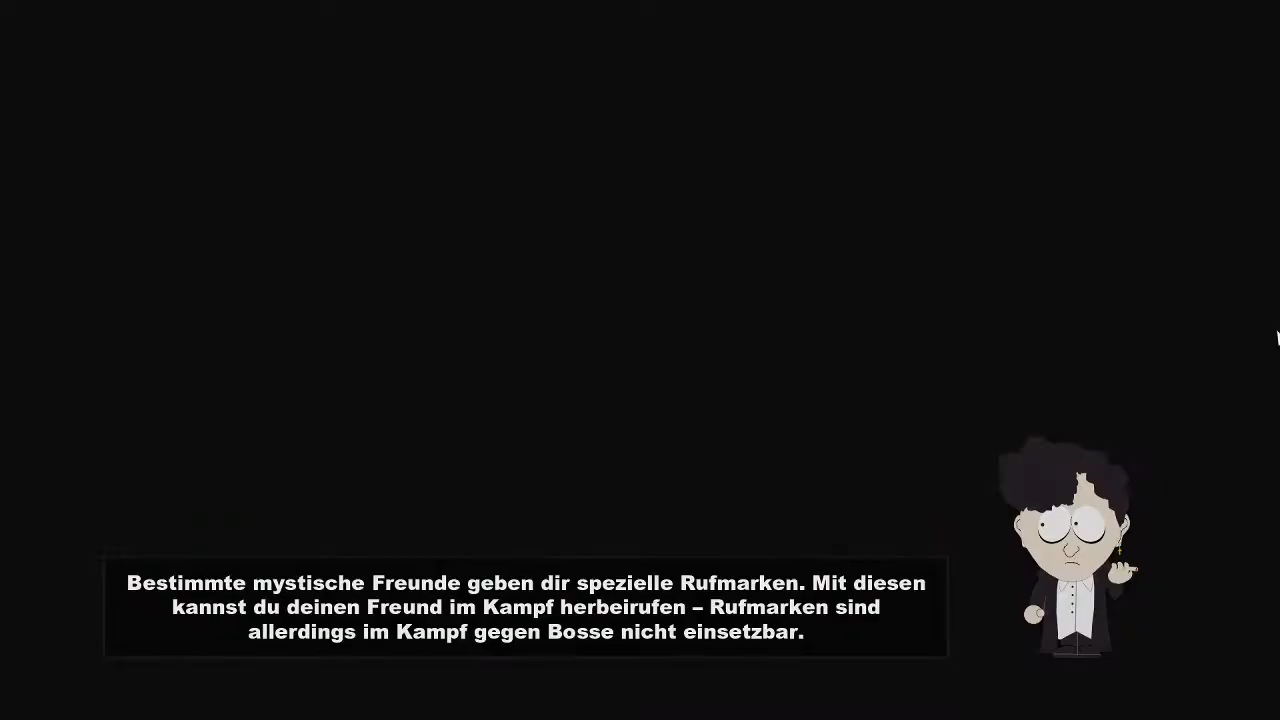 Bestimmte mystische Freunde geben dir spezielle Rufmarken. Mit diesen
kannst du deinen Freund im Kampf herbeirufen – Rufmarken sind
allerdings im Kampf gegen Bosse nicht einsetzbar.